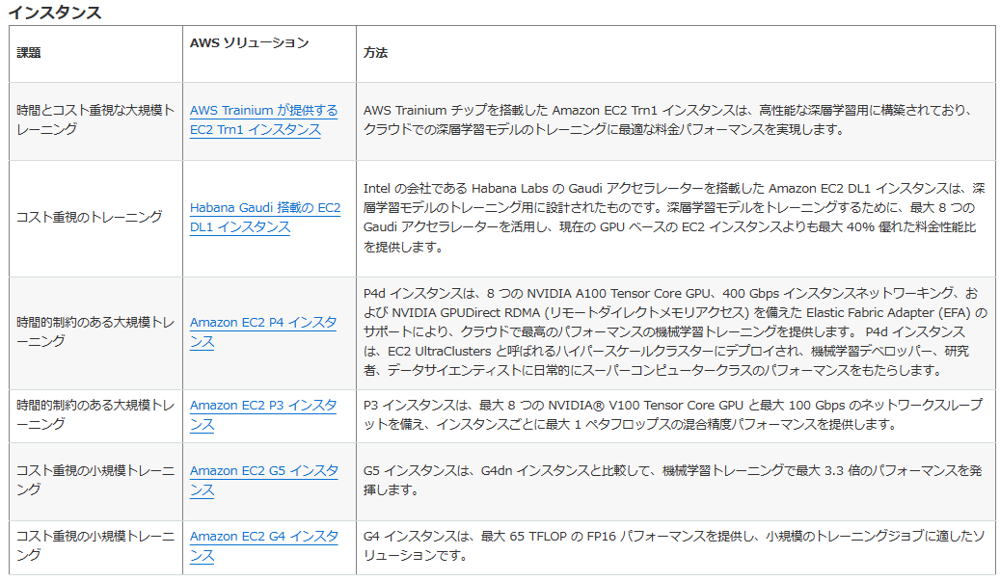 インスタンス
課題
AWS ソリューション
方法
時間とコスト重視な大規模ト
レーニング
AWS Trainium が提供する
EC2 Trn1 インスタンス
AWS Trainium チップを搭載した Amazon EC2 Trn1 インスタンスは、高性能な深層学習用に構築されており、
クラウドでの深層学習モデルのトレーニングに最適な料金パフォーマンスを実現します。
コスト重視のトレーニング
Habana Gaudi 搭載の EC2
DL1 インスタンス
Intel の会社である Habana Labs の Gaudi アクセラレーターを搭載した Amazon EC2 DL1 インスタンスは、深
層学習モデルのトレーニング用に設計されたものです。深層学習モデルをトレーニングするために、最大 8 つの
Gaudi アクセラレーターを活用し、現在の GPU ベースの EC2 インスタンスよりも最大 40% 優れた料金性能比
を提供します。
時間的制約のある大規模トレ
ーニング
Amazon EC2 P4 インスタ
ンス
P4d インスタンスは、8 つの NVIDIA A100 Tensor Core GPU、400 Gbps インスタンスネットワーキング、お
よび NVIDIA GPUDirect RDMA (リモートダイレクトメモリアクセス) を備えた Elastic Fabric Adapter (EFA) の
サポートにより、クラウドで最高のパフォーマンスの機械学習トレーニングを提供します。 P4d インスタンス
は、EC2 UltraClusters と呼ばれるハイパースケールクラスターにデプロイされ、機械学習デベロッパー、研究
者、データサイエンティストに日常的にスーパーコンピュータークラスのパフォーマンスをもたらします。
時間的制約のある大規模トレ
ーニング
Amazon EC2 P3 インスタ
ンス
P3 インスタンスは、最大 8 つの NVIDIA® V100 Tensor Core GPU と最大 100 Gbps のネットワークスループ
ットを備え、インスタンスごとに最大 1 ペタフロップスの混合精度パフォーマンスを提供します。
コスト重視の小規模トレーニ
ング
Amazon EC2 G5 インスタ
ンス
G5 インスタンスは、G4dn インスタンスと比較して、機械学習トレーニングで最大 3.3 倍のパフォーマンスを発
揮します。
コスト重視の小規模トレーニ
ング
Amazon EC2 G4 インスタ
ンス
G4 インスタンスは、最大 65 TFLOP の FP16 パフォーマンスを提供し、小規模のトレーニングジョブに適したソ
リューションです。